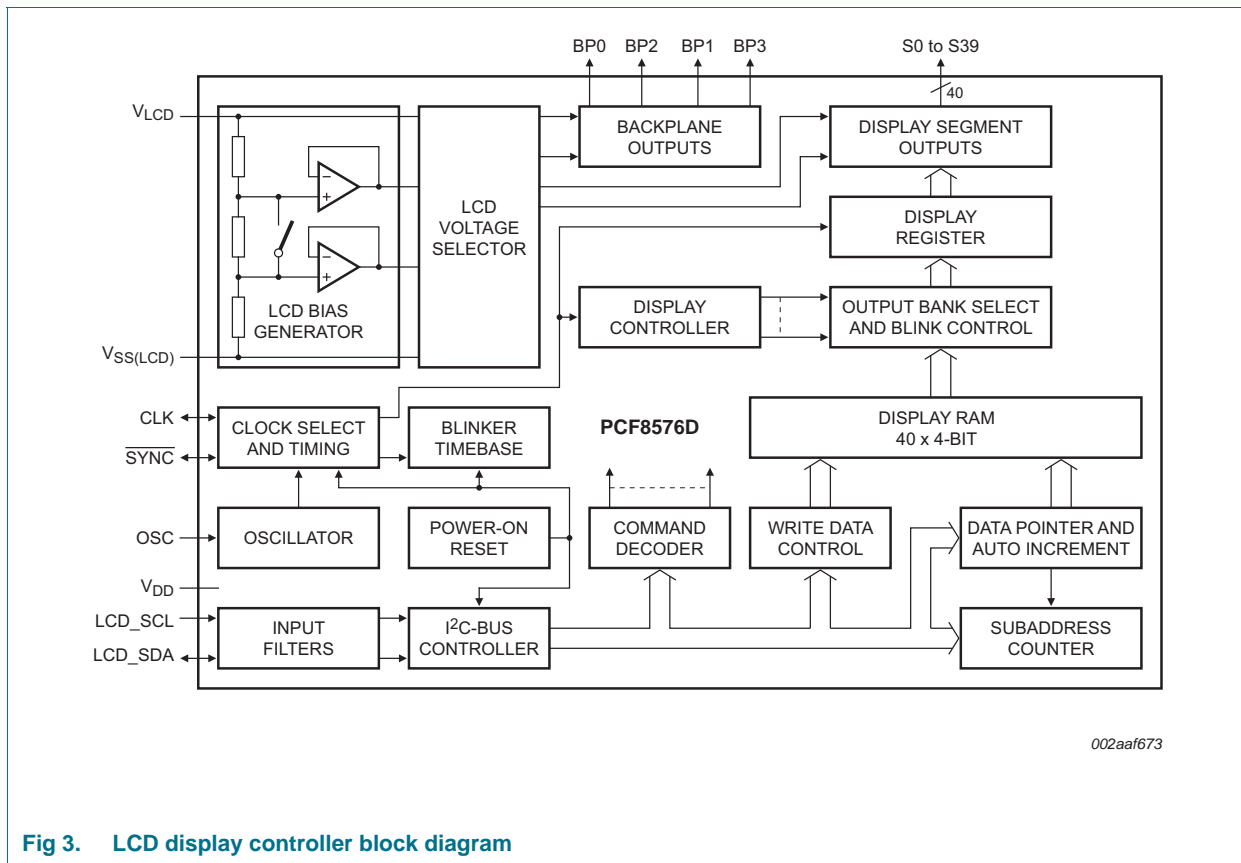 BP0 BP2 BP1 BP3 S0 to S39
40
VLCD
BACKPLANE
OUTPUTS
DISPLAY SEGMENT
OUTPUTS
LCD
VOLTAGE
SELECTOR
DISPLAY
REGISTER
LCD BIAS
GENERATOR
DISPLAY
CONTROLLER
OUTPUT BANK SELECT
AND BLINK CONTROL
VSS(LCD)
CLK
SYNC
CLOCK SELECT
AND TIMING
BLINKER
TIMEBASE
PCF8576D
DISPLAY RAM
40 x 4-BIT
OSC
OSCILLATOR
POWER-ON
RESET
COMMAND
DECODER
WRITE DATA
CONTROL
DATA POINTER AND
AUTO INCREMENT
VDD
LCD_SCL
LCD_SDA
INPUT
FILTERS
I2C-BUS
CONTROLLER
SUBADDRESS
COUNTER
002aaf673
Fig 3. LCD display controller block diagram